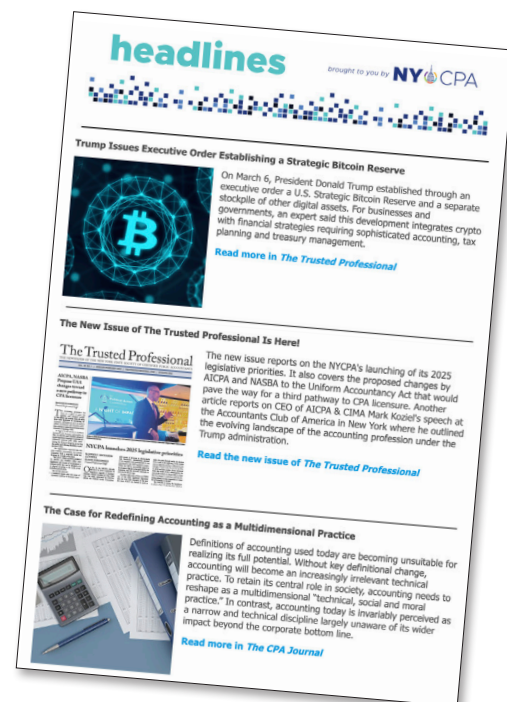 headlines
brought to you by NYCPA
Trump Issues Executive Order Establishing a Strategic Bitcoin Reserve
On March 6, President Donald Trump established through an
executive order a U.S. Strategic Bitcoin Reserve and a separate
stockpile of other digital assets. For businesses and
governments, an expert said this development integrates crypto
with financial strategies requiring sophisticated accounting, tax
planning and treasury management.
Read more in The Trusted Professional
The New Issue of The Trusted Professional Is Here!
The Trusted Professional
AICPA, NASBA
Propose UAA
changes toward
a new pathway to
CPA licensure
NYCPA launches 2025 legislative priorities
The new issue reports on the NYCPA's launching of its 2025
legislative priorities. It also covers the proposed changes by
AICPA and NASBA to the Uniform Accountancy Act that would
pave the way for a third pathway to CPA licensure. Another
article reports on CEO of AICPA & CIMA Mark Koziel's speech at
the Accountants Club of America in New York where he outlined
the evolving landscape of the accounting profession under the
Trump administration.
Read the new issue of The Trusted Professional
The Case for Redefining Accounting as a Multidimensional Practice
Definitions of accounting used today are becoming unsuitable for
realizing its full potential. Without key definitional change,
accounting will become an increasingly irrelevant technical
practice. To retain its central role in society, accounting needs to
reshape as a multidimensional "technical, social and moral
practice." In contrast, accounting today is invariably perceived as
a narrow and technical discipline largely unaware of its wider
impact beyond the corporate bottom line.
Read more in The CPA Journal